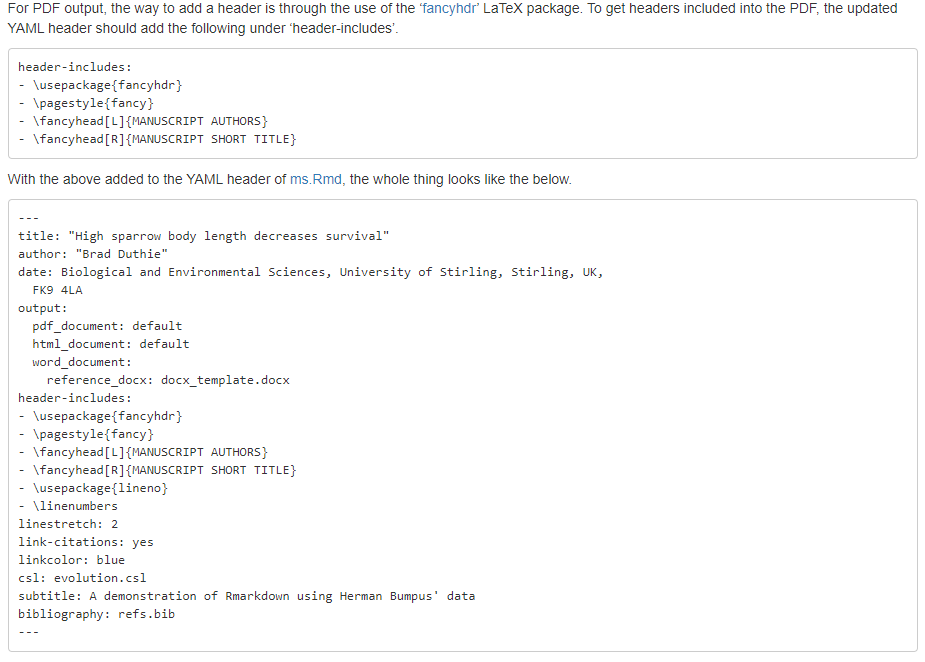 For PDF output, the way to add a header is through the use of the ‘fancyhdr’ LaTeX package. To get headers included into the PDF, the updated
YAML header should add the following under ‘header-includes’.
header-includes:
- \usepackage{fancyhdr}
- \pagestyle{fancy}
- \fancyhead[L]{MANUSCRIPT AUTHORS}
- \fancyhead[R]{MANUSCRIPT SHORT TITLE}
With the above added to the YAML header of ms.Rmd, the whole thing looks like the below.
---
title: "High sparrow body length decreases survival"
author: "Brad Duthie"
date: Biological and Environmental Sciences, University of Stirling, Stirling, UK,
  FK9 4LA
output:
  pdf_document: default
  html_document: default
  word_document:
    reference_docx: docx_template.docx
header-includes:
- \usepackage{fancyhdr}
- \pagestyle{fancy}
- \fancyhead[L]{MANUSCRIPT AUTHORS}
- \fancyhead[R]{MANUSCRIPT SHORT TITLE}
- \usepackage{lineno}
- \linenumbers
linestretch: 2
link-citations: yes
linkcolor: blue
csl: evolution.csl
subtitle: A demonstration of Rmarkdown using Herman Bumpus' data
bibliography: refs.bib
---